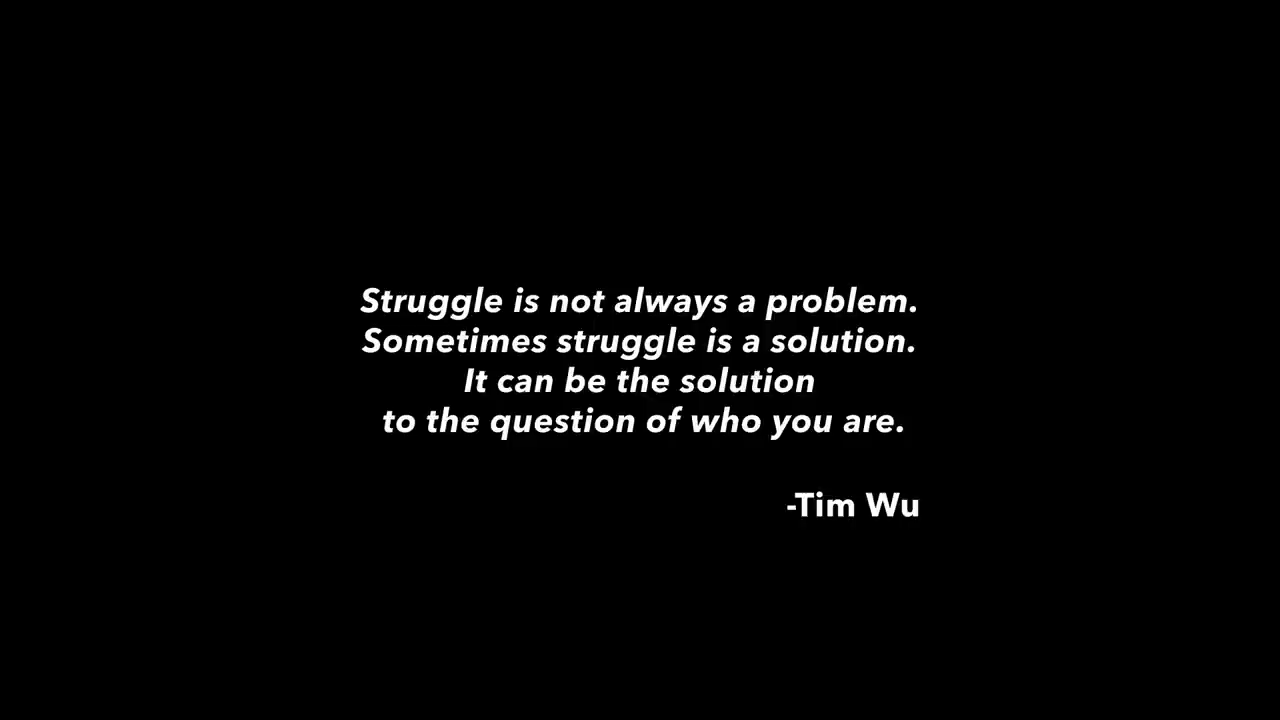 Struggle is not always a problem.
Sometimes struggle is a solution.
It can be the solution
to the question of who you are.
-Tim Wu